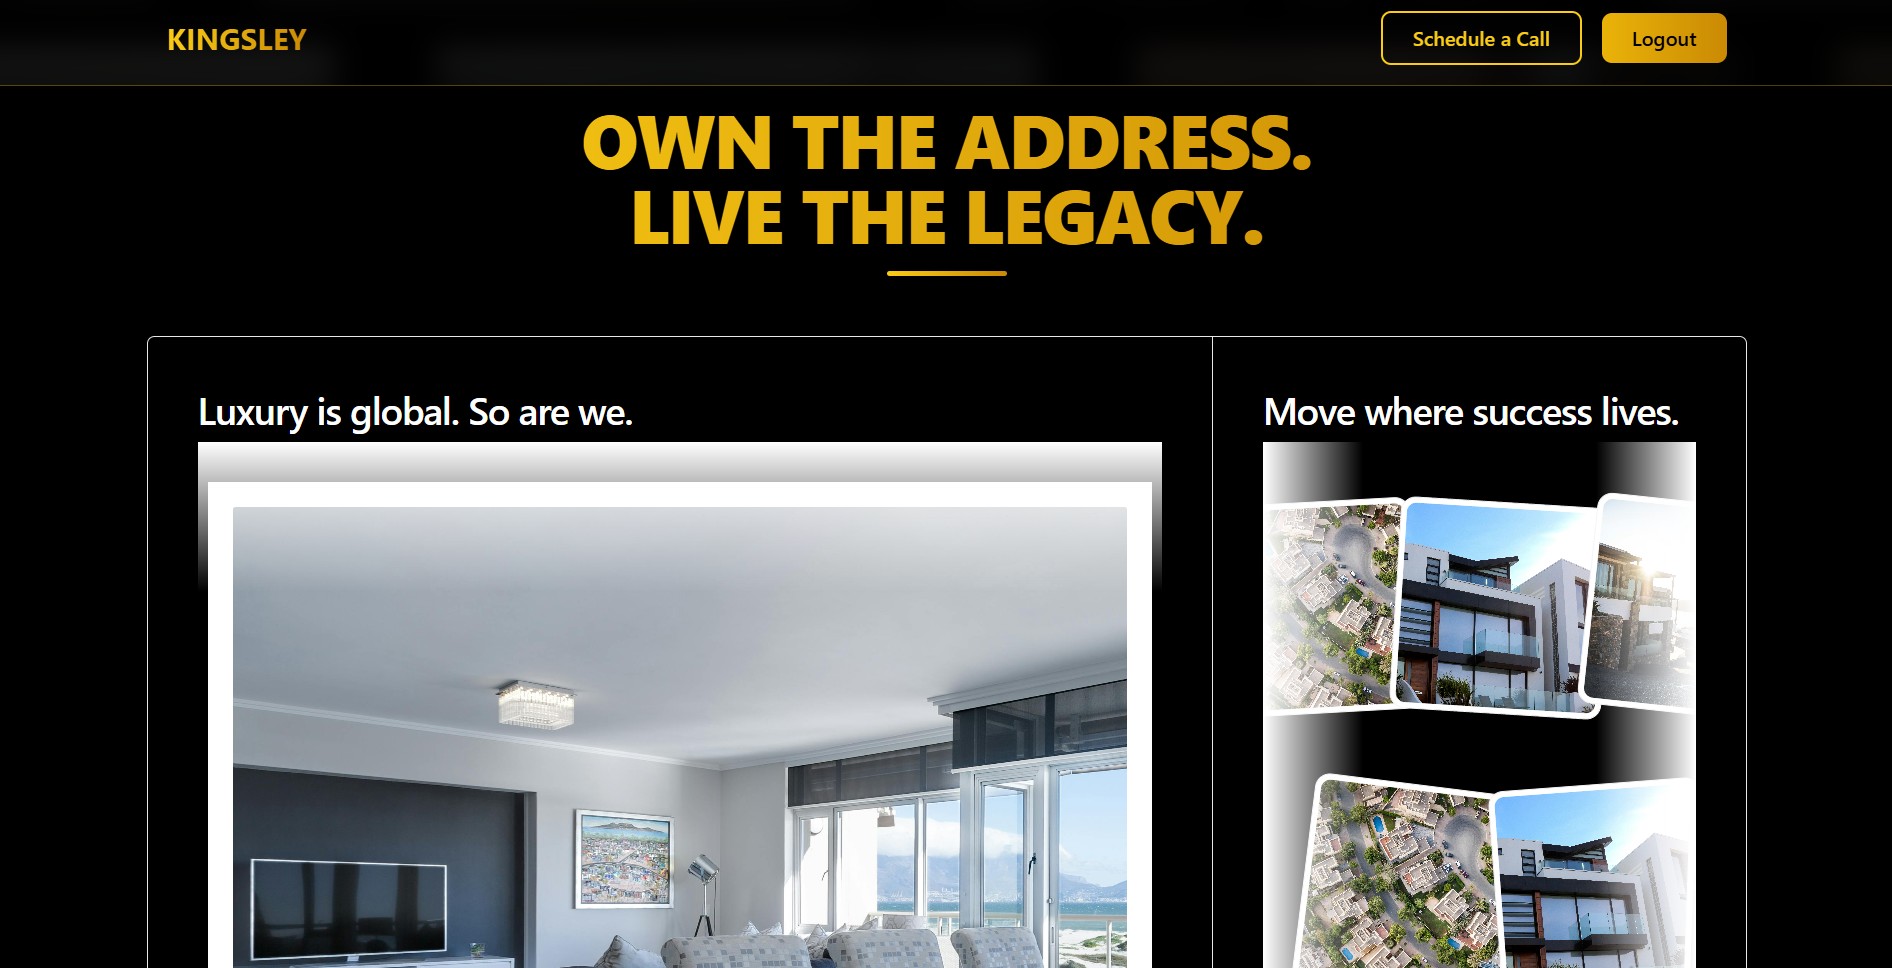 KINGSLEY
Schedule a Call
Logout
OWN THE ADDRESS.
LIVE THE LEGACY.
Luxury is global. So are we.
Move where success lives.